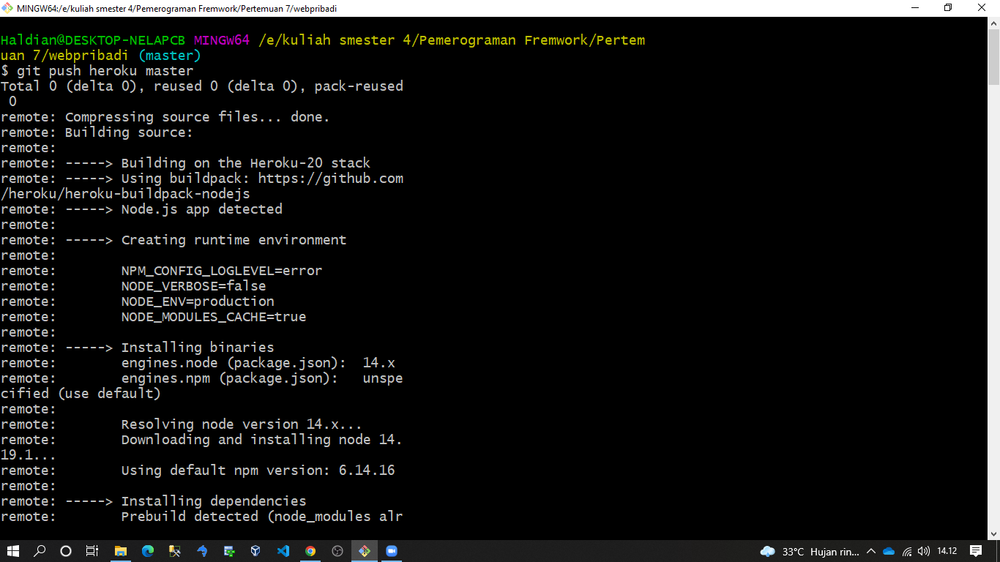 MINGW64:/e/kuliah smester 4/Pemerograman Fremwork/Pertemuan 7/webpribadi
Haldian@DESKTOP-NELAPCB MINGW64 /e/kuliah smester 4/Pemerograman Fremwork/Pertem
uan 7/webpribadi (master)
$ git push heroku master
Total 0 (delta 0), reused 0 (delta 0), pack-reused
 0
remote: Compressing source files... done.
remote: Building source:
remote:
remote: -----> Building on the Heroku-20 stack
remote: -----> Using buildpack: https://github.com
/heroku/heroku-buildpack-nodejs
remote: -----> Node.js app detected
remote:
remote: -----> Creating runtime environment
remote:
remote:        NPM_CONFIG_LOGLEVEL=error
remote:        NODE_VERBOSE=false
remote:        NODE_ENV=production
remote:        NODE_MODULES_CACHE=true
remote:
remote: -----> Installing binaries
remote:        engines.node (package.json):  14.x
remote:        engines.npm (package.json):   unspe
cified (use default)
remote:
remote:        Resolving node version 14.x...
remote:        Downloading and installing node 14.
19.1...
remote:        Using default npm version: 6.14.16
remote:
remote: -----> Installing dependencies
remote:        Prebuild detected (node_modules alr
33°C Hujan rin... 14.12